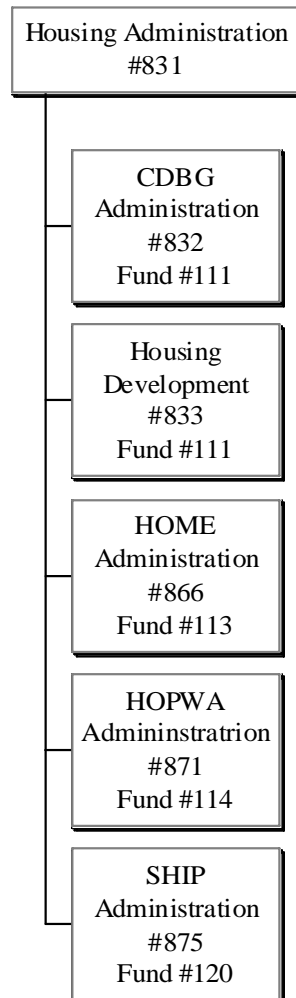 Housing Administration
#831
CDBG
Administration
#832
Fund #111
Housing
Development
#833
Fund #111
HOME
Administration
#866
Fund #113
HOPWA
Admininstratrion
#871
Fund #114
SHIP
Administration
#875
Fund #120